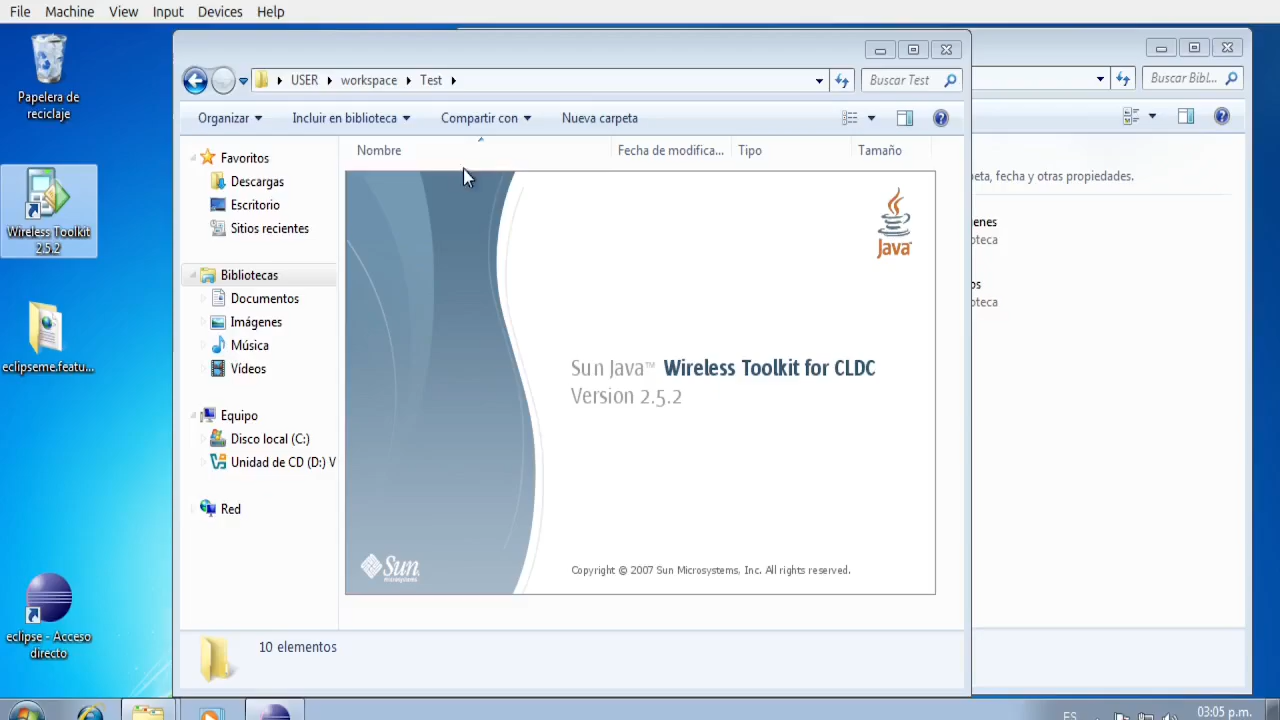 File Machine View Input Devices Help
Papelera de
reciclaje
Wireless Toolkit
2.5.2
eclipseme.featu...
eclipse - Acceso
directo
USER workspace Test
Buscar Test
Organizar Incluir en biblioteca Compartir con Nueva carpeta
Nombre Fecha de modifica... Tipo Tamaño
Favoritos
Descargas
Escritorio
Sitios recientes
Bibliotecas
Documentos
Imágenes
Música
Vídeos
Equipo
Disco local (C:)
Unidad de CD (D:) V
Red
Java
Sun Java™ Wireless Toolkit for CLDC
Version 2.5.2
Sun
microsystems
Copyright © 2007 Sun Microsystems, Inc. All rights reserved.
10 elementos
Buscar Bibl...
eta, fecha y otras propiedades.
enes
oteca
os
oteca
ES
03:05 p.m.